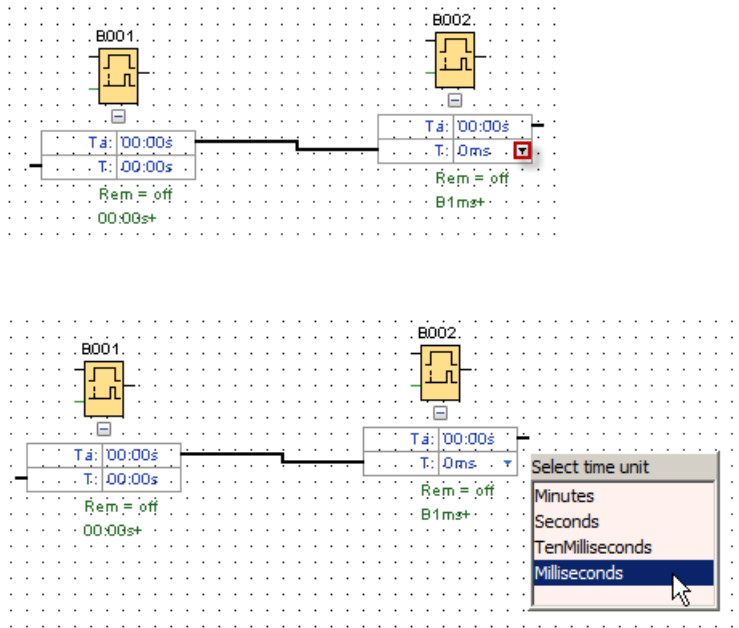 B001
B002
Ta: 00:00s
T: 00:00s
Rem = off
00:00s+
Ta: 00:00s
T: 0ms
Rem = off
B1ms+
B001
B002
Ta: 00:00s
T: 00:00s
Rem = off
00:00s+
Ta: 00:00s
T: 0ms
Rem = off
B1ms+
Select time unit
Minutes
Seconds
TenMilliseconds
Milliseconds